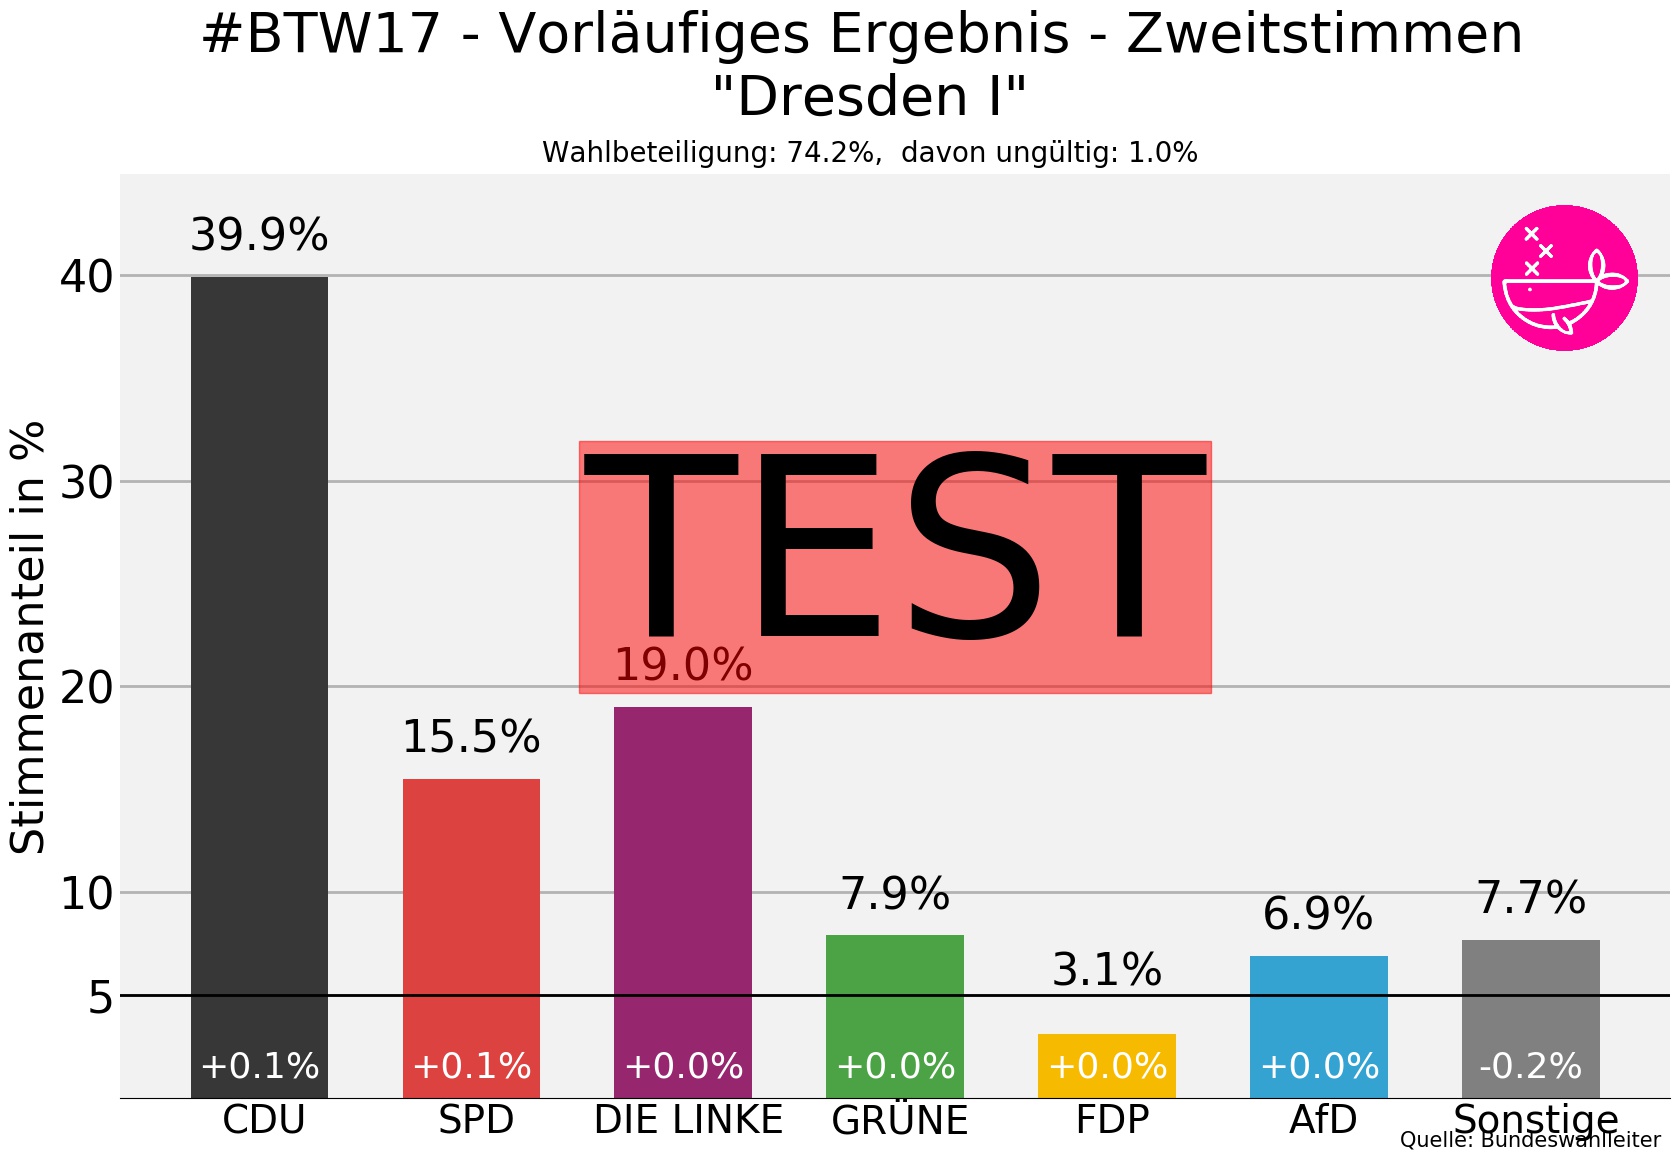 #BTW17 - Vorläufiges Ergebnis - Zweitstimmen
"Dresden I"
Wahlbeteiligung: 74.2%,  davon ungültig: 1.0%
Stimmenanteil in %
40
30
20
10
5
TEST
39.9%
15.5%
19.0%
7.9%
3.1%
6.9%
7.7%
+0.1%
+0.1%
+0.0%
+0.0%
+0.0%
+0.0%
-0.2%
CDU
SPD
DIE LINKE
GRÜNE
FDP
AfD
Sonstige
Quelle: Bundeswahlleiter